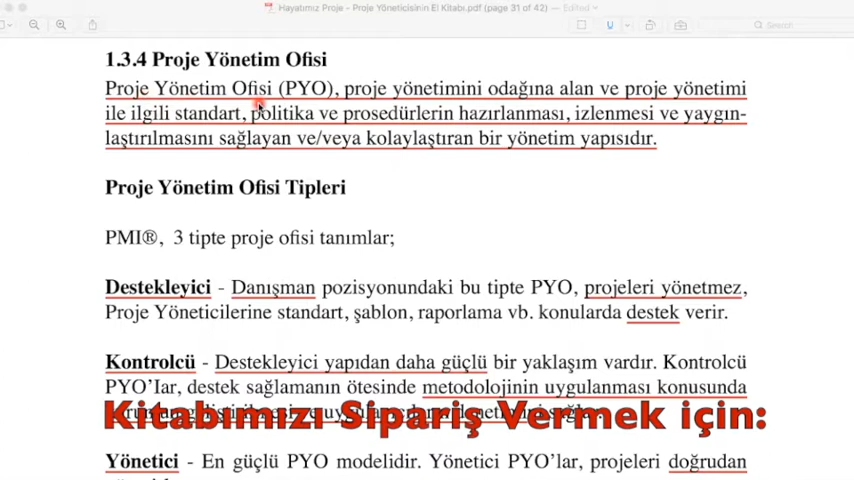 Hayatımız Proje - Proje Yöneticisinin El Kitabı.pdf (page 31 of 42) — Edited
Search
1.3.4 Proje Yönetim Ofisi
Proje Yönetim Ofisi (PYO), proje yönetimini odağına alan ve proje yönetimi
ile ilgili standart, politika ve prosedürlerin hazırlanması, izlenmesi ve yaygın-
laştırılmasını sağlayan ve/veya kolaylaştıran bir yönetim yapısıdır.
Proje Yönetim Ofisi Tipleri
PMI®, 3 tipte proje ofisi tanımlar;
Destekleyici - Danışman pozisyonundaki bu tipte PYO, projeleri yönetmez,
Proje Yöneticilerine standart, şablon, raporlama vb. konularda destek verir.
Kontrolcü - Destekleyici yapıdan daha güçlü bir yaklaşım vardır. Kontrolcü
PYO’lar, destek sağlamanın ötesinde metodolojinin uygulanması konusunda
Kitabımızı Sipariş Vermek için:
Yönetici - En güçlü PYO modelidir. Yönetici PYO’lar, projeleri doğrudan